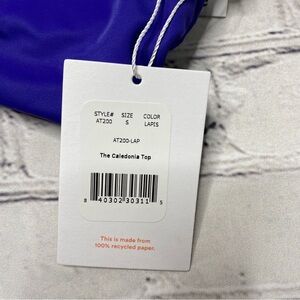 STYLE# SIZE COLOR
AT200 S LAPIS
AT200-LAP
The Caledonia Top
8 40302 30311 5
This is made from
100% recycled paper.